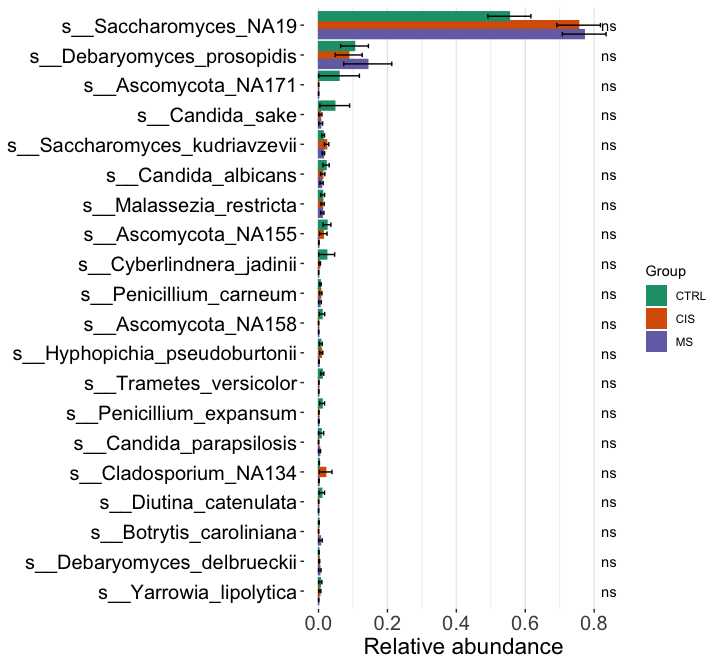 s__Saccharomyces_NA19 ns
s__Debaryomyces_prosopidis ns
s__Ascomycota_NA171 ns
s__Candida_sake ns
s__Saccharomyces_kudriavzevii ns
s__Candida_albicans ns
s__Malassezia_restricta ns
s__Ascomycota_NA155 ns
s__Cyberlindnera_jadinii ns
s__Penicillium_carneum ns
s__Ascomycota_NA158 ns
s__Hyphopichia_pseudoburtonii ns
s__Trametes_versicolor ns
s__Penicillium_expansum ns
s__Candida_parapsilosis ns
s__Cladosporium_NA134 ns
s__Diutina_catenulata ns
s__Botrytis_caroliniana ns
s__Debaryomyces_delbrueckii ns
s__Yarrowia_lipolytica ns
0.0 0.2 0.4 0.6 0.8
Relative abundance
Group
CTRL
CIS
MS